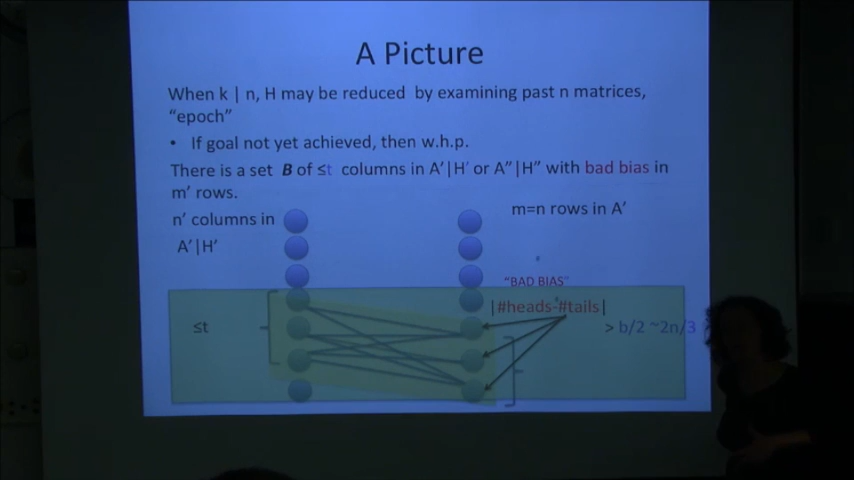 A Picture
When k | n, H may be reduced by examining past n matrices,
“epoch”
• If goal not yet achieved, then w.h.p.
There is a set B of ≤t columns in A'|H' or A"|H" with bad bias in
m' rows.
n' columns in
A'|H'
m=n rows in A'
"BAD BIAS"
|#heads-#tails|
≤t
> b/2 ~2n/3